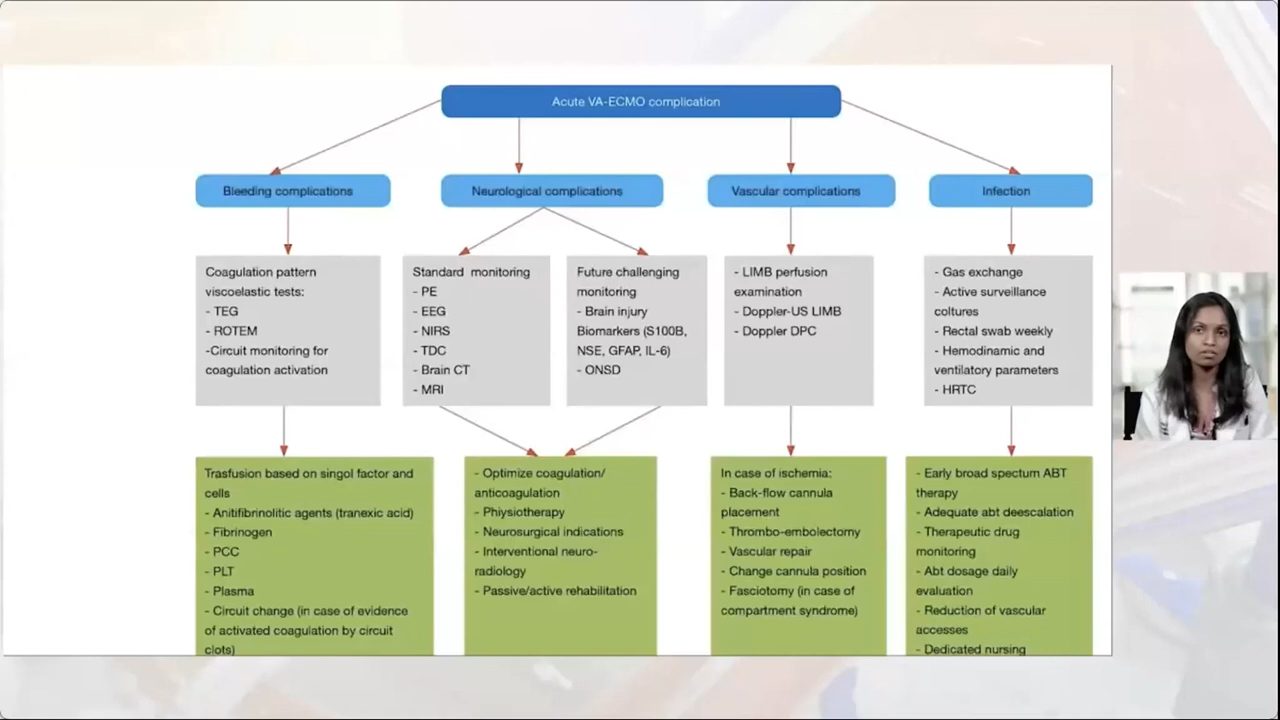 Acute VA-ECMO complication
Bleeding complications
Neurological complications
Vascular complications
Infection
Coagulation pattern
viscoelastic tests:
- TEG
- ROTEM
-Circuit monitoring for
coagulation activation
Standard monitoring
- PE
- EEG
- NIRS
- TDC
- Brain CT
- MRI
Future challenging
monitoring
- Brain injury
Biomarkers (S100B,
NSE, GFAP, IL-6)
- ONSD
- LIMB perfusion
examination
- Doppler-US LIMB
- Doppler DPC
- Gas exchange
- Active surveillance
coltures
- Rectal swab weekly
- Hemodinamic and
ventilatory parameters
- HRTC
Trasfusion based on singol factor and
cells
- Anitifibrinolitic agents (tranexic acid)
- Fibrinogen
- PCC
- PLT
- Plasma
- Circuit change (in case of evidence
of activated coagulation by circuit
clots)
- Optimize coagulation/
anticoagulation
- Phiysiotherapy
- Neurosurgical indications
- Interventional neuro-
radiology
- Passive/active rehabilitation
In case of ischemia:
- Back-flow cannula
placement
- Thrombo-embolectomy
- Vascular repair
- Change cannula position
- Fasciotomy (in case of
compartment syndrome)
- Early broad spectum ABT
therapy
- Adequate abt deescalation
- Therapeutic drug
monitoring
- Abt dosage daily
evaluation
- Reduction of vascular
accesses
- Dedicated nursing